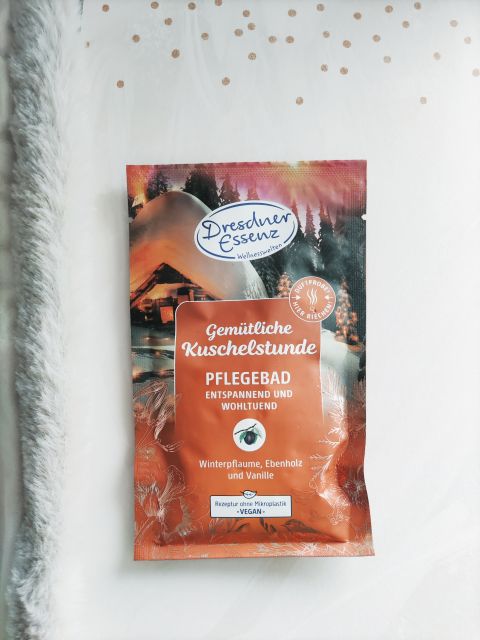 Dresdner
Essenz
Wellnesswelten
DUFTPROBE
HIER RIECHEN!
Gemütliche
Kuschelstunde
PFLEGEBAD
ENTSPANNEND UND
WOHLTUEND
Winterpflaume, Ebenholz
und Vanille
Rezeptur ohne Mikroplastik
•VEGAN•